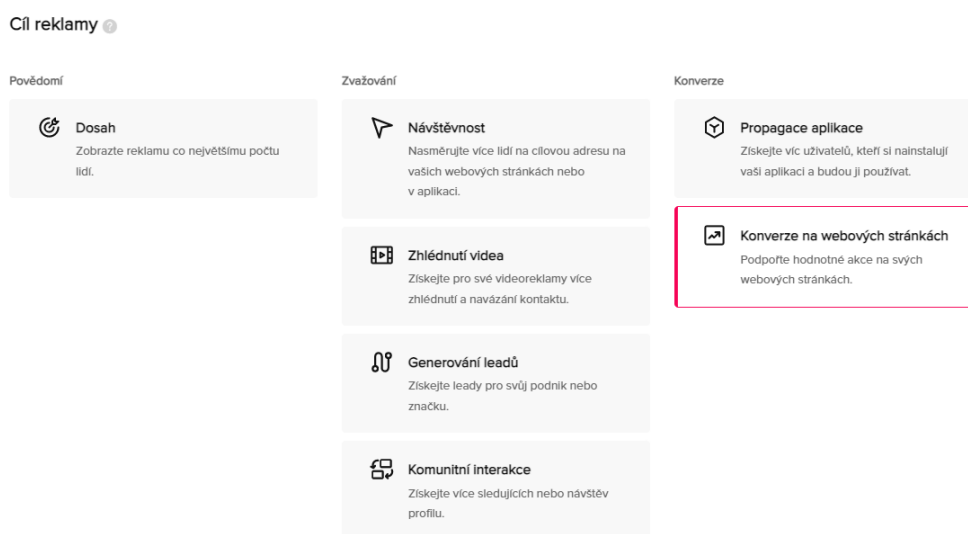 Cíl reklamy ?
Povědomí
Dosah
Zobrazte reklamu co největšímu počtu
lidí.
Zvažování
Návštěvnost
Nasměrujte více lidí na cílovou adresu na
vašich webových stránkách nebo
v aplikaci.
Zhlédnutí videa
Získejte pro své videoreklamy více
zhlédnutí a navázání kontaktu.
Generování leadů
Získejte leady pro svůj podnik nebo
značku.
Komunitní interakce
Získejte více sledujících nebo návštěv
profilu.
Konverze
Propagace aplikace
Získejte víc uživatelů, kteří si nainstalují
vaši aplikaci a budou ji používat.
Konverze na webových stránkách
Podpořte hodnotné akce na svých
webových stránkách.